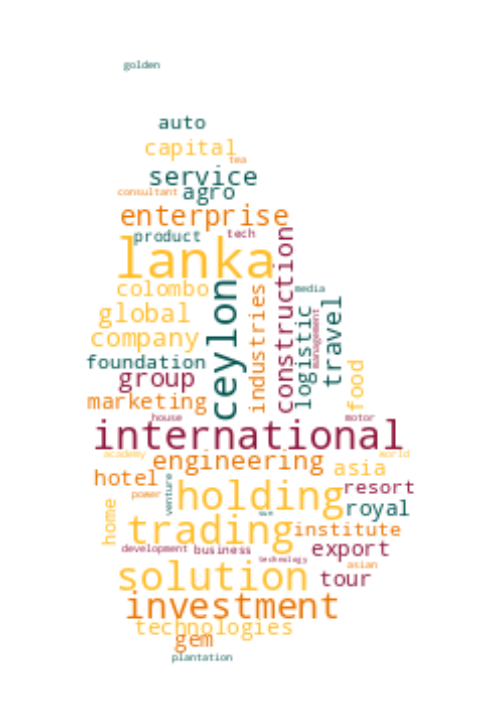 golden
auto
capital
tea
service
consultant agro
enterprise
product tech
lanka
construction
colombo
ceylon
industries
media
global
logistic
management
travel
company
foundation
group
food
marketing
house
motor
international
academy
world
engineering
asia
hotel
venture
holding
resort
power
home
royal
trading
institute
development business
export
technology
asian
solution
tour
investment
technologies
gem
plantation